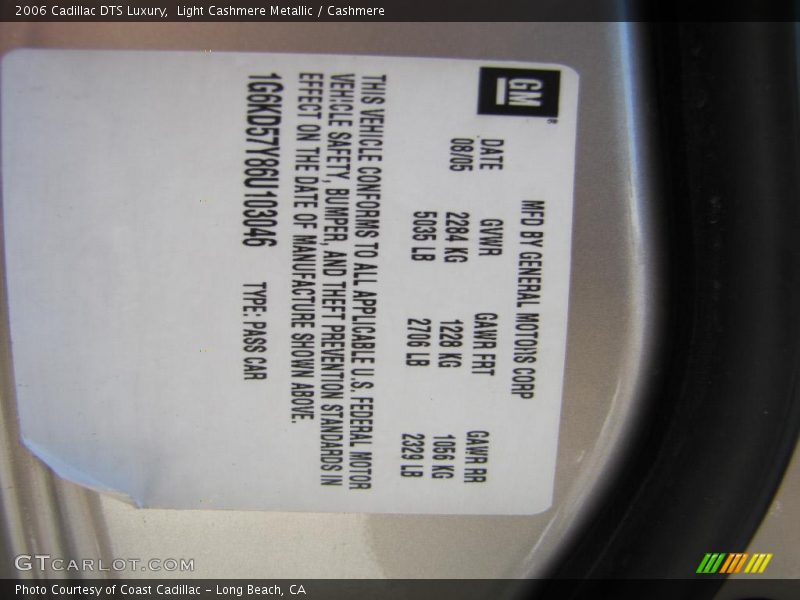 2006 Cadillac DTS Luxury, Light Cashmere Metallic / Cashmere
GM
MFD BY GENERAL MOTORS CORP
DATE GVWR GAWR FRT GAWR RR
08/05 2284 KG 1228 KG 1056 KG
5035 LB 2706 LB 2329 LB
THIS VEHICLE CONFORMS TO ALL APPLICABLE U.S. FEDERAL MOTOR
VEHICLE SAFETY, BUMPER, AND THEFT PREVENTION STANDARDS IN
EFFECT ON THE DATE OF MANUFACTURE SHOWN ABOVE.
1G6KD57Y86U103046 TYPE: PASS CAR
GTCARLOT.COM
Photo Courtesy of Coast Cadillac - Long Beach, CA